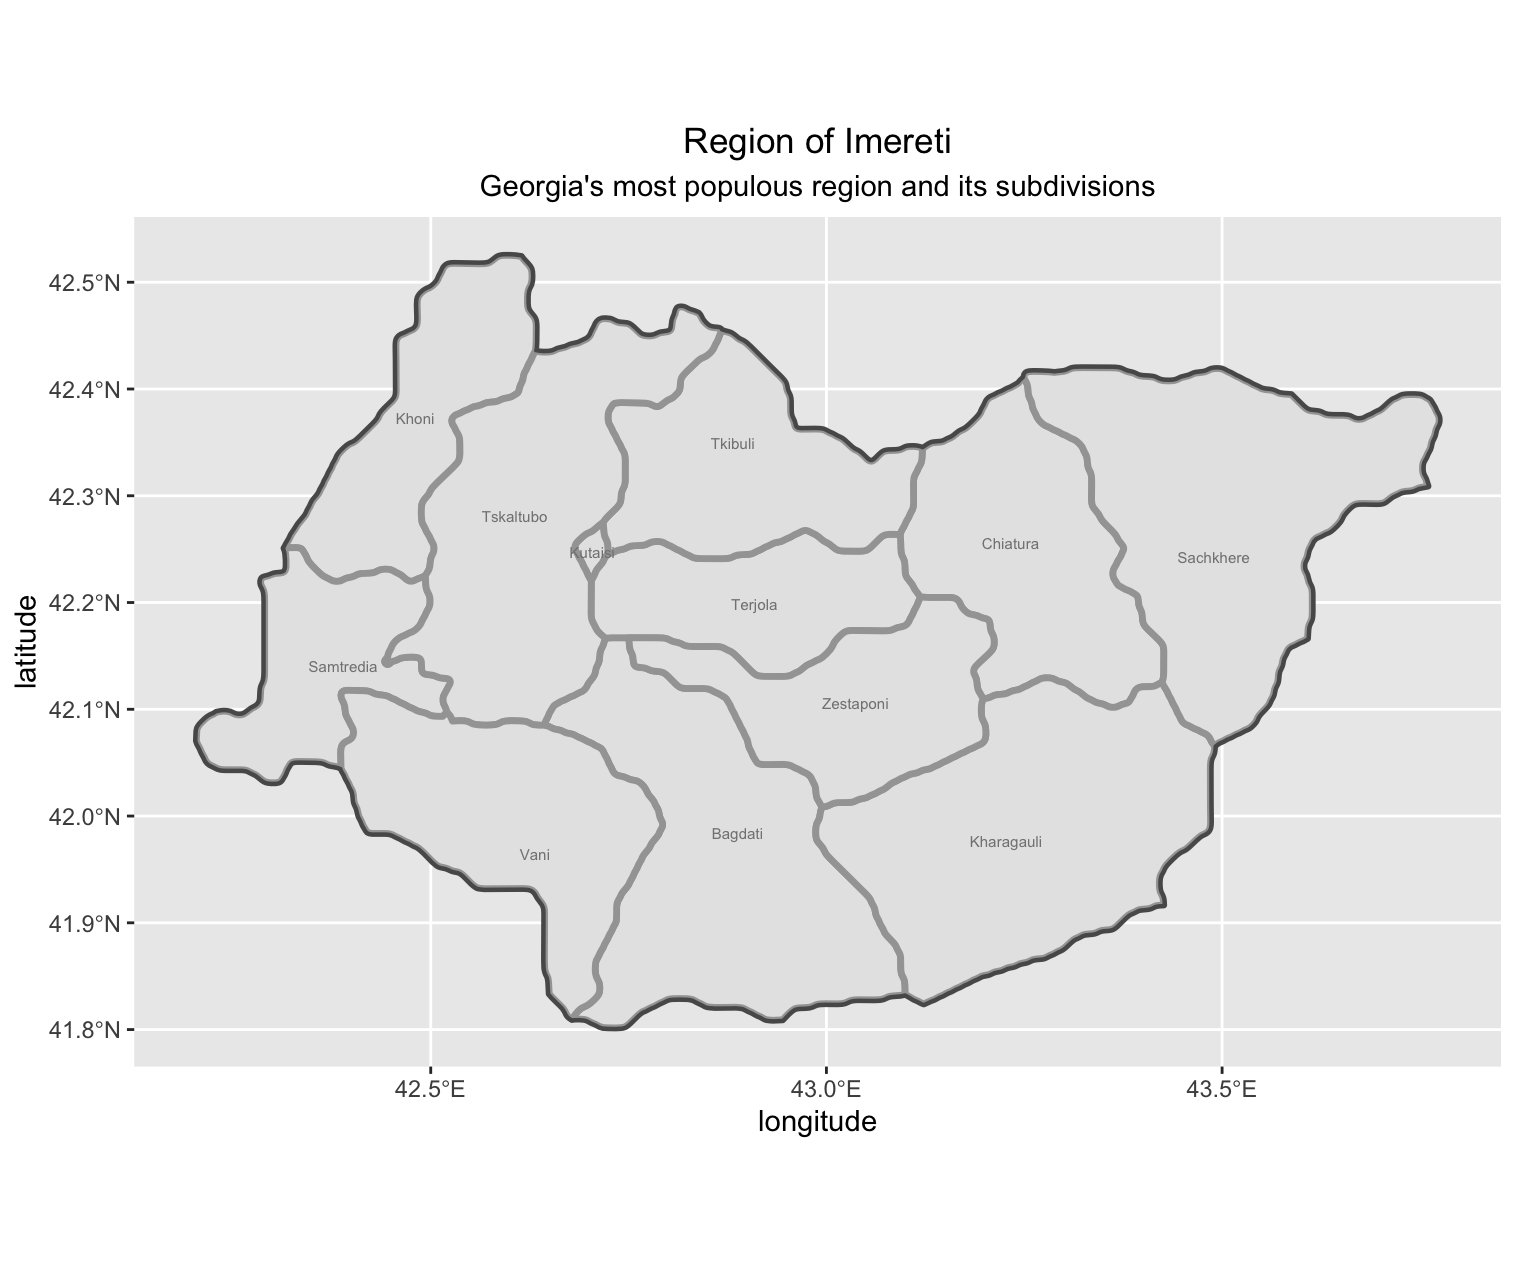 Region of Imereti
Georgia's most populous region and its subdivisions
42.5°N
42.4°N
Khoni
Tkibuli
42.3°N
Tskaltubo
Chiatura
Kutaisi
Sachkhere
42.2°N
Terjola
latitude
Samtredia
Zestaponi
42.1°N
42.0°N
Bagdati
Kharagauli
Vani
41.9°N
41.8°N
42.5°E
43.0°E
43.5°E
longitude